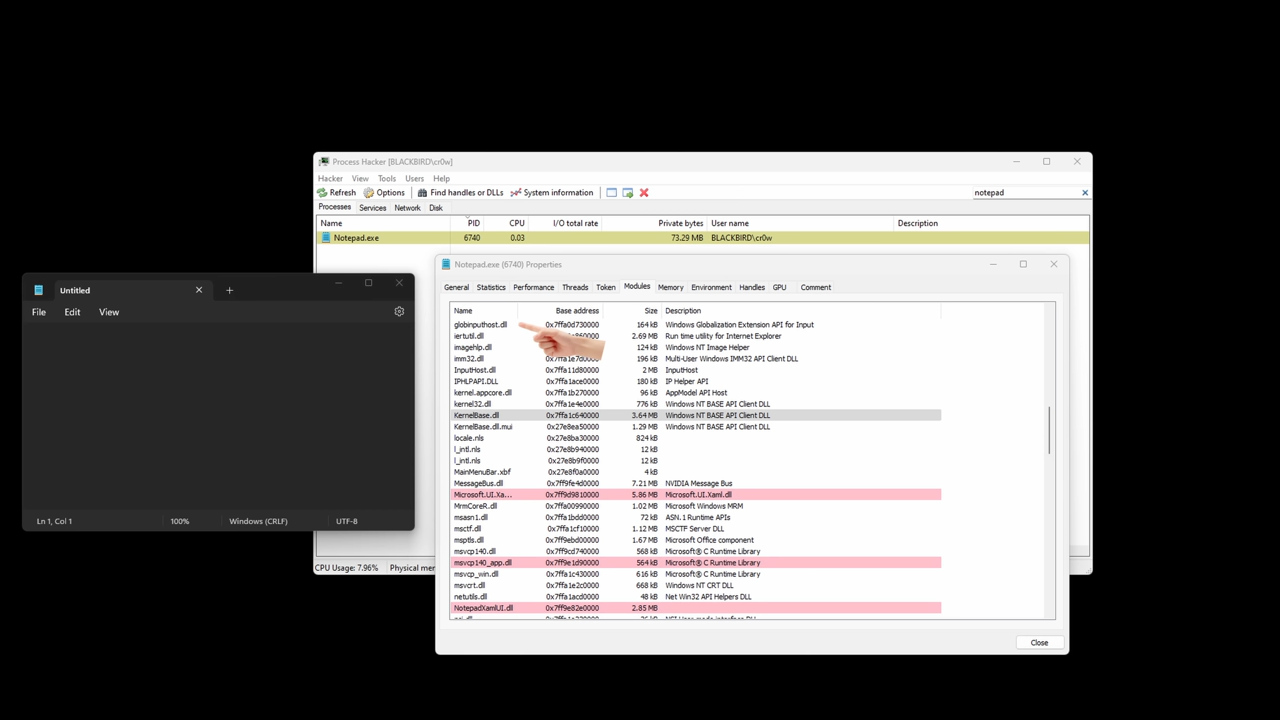 Process Hacker [BLACKBIRD\cr0w]
Hacker View Tools Users Help
Refresh Options Find handles or DLLs System information notepad
Processes Services Network Disk
Name PID CPU I/O total rate Private bytes User name Description
Notepad.exe 6740 0.03 73.29 MB BLACKBIRD\cr0w
CPU Usage: 7.96% Physical
Untitled
File Edit View
Ln 1, Col 1 100% Windows (CRLF) UTF-8
Notepad.exe (6740) Properties
General Statistics Performance Threads Token Modules Memory Environment Handles GPU Comment
Name Base address Size Description
globinputhost.dll 0x7ffa0d730000 164 kB Windows Globalization Extension API for Input
iertutil.dll 2.69 MB Run time utility for Internet Explorer
imagehlp.dll 124 kB Windows NT Image Helper
imm32.dll 0x7ffa1e7d0000 196 kB Multi-User Windows IMM32 API Client DLL
InputHost.dll 0x7ffa11d80000 2 MB InputHost
IPHLPAPI.DLL 0x7ffa1ace0000 180 kB IP Helper API
kernel.appcore.dll 0x7ffa1b270000 96 kB AppModel API Host
kernel32.dll 0x7ffa1e4e0000 776 kB Windows NT BASE API Client DLL
KernelBase.dll 0x7ffa1c640000 3.64 MB Windows NT BASE API Client DLL
KernelBase.dll.mui 0x27e8ea50000 1.29 MB Windows NT BASE API Client DLL
locale.nls 0x27e8ba30000 824 kB
l_intl.nls 0x27e8b940000 12 kB
l_intl.nls 0x27e8b9f0000 12 kB
MainMenuBar.xbf 0x27e8f0a0000 4 kB
MessageBus.dll 0x7ff9fe4d0000 7.21 MB NVIDIA Message Bus
Microsoft.UI.Xa... 0x7ff9d9810000 5.86 MB Microsoft.UI.Xaml.dll
MrmCoreR.dll 0x7ffa00990000 1.02 MB Microsoft Windows MRM
msasn1.dll 0x7ffa1bdd0000 72 kB ASN.1 Runtime APIs
msctf.dll 0x7ffa1cf10000 1.12 MB MSCTF Server DLL
msptls.dll 0x7ff9ebd00000 1.67 MB Microsoft Office component
msvcp140.dll 0x7ff9cd740000 568 kB Microsoft® C Runtime Library
msvcp140_app.dll 0x7ff9e1d90000 564 kB Microsoft® C Runtime Library
msvcp_win.dll 0x7ffa1c430000 616 kB Microsoft® C Runtime Library
msvcrt.dll 0x7ffa1e2c0000 668 kB Windows NT CRT DLL
netutils.dll 0x7ffa1acd0000 48 kB Net Win32 API Helpers DLL
NotepadXamlUI.dll 0x7ff9e82e0000 2.85 MB
Close